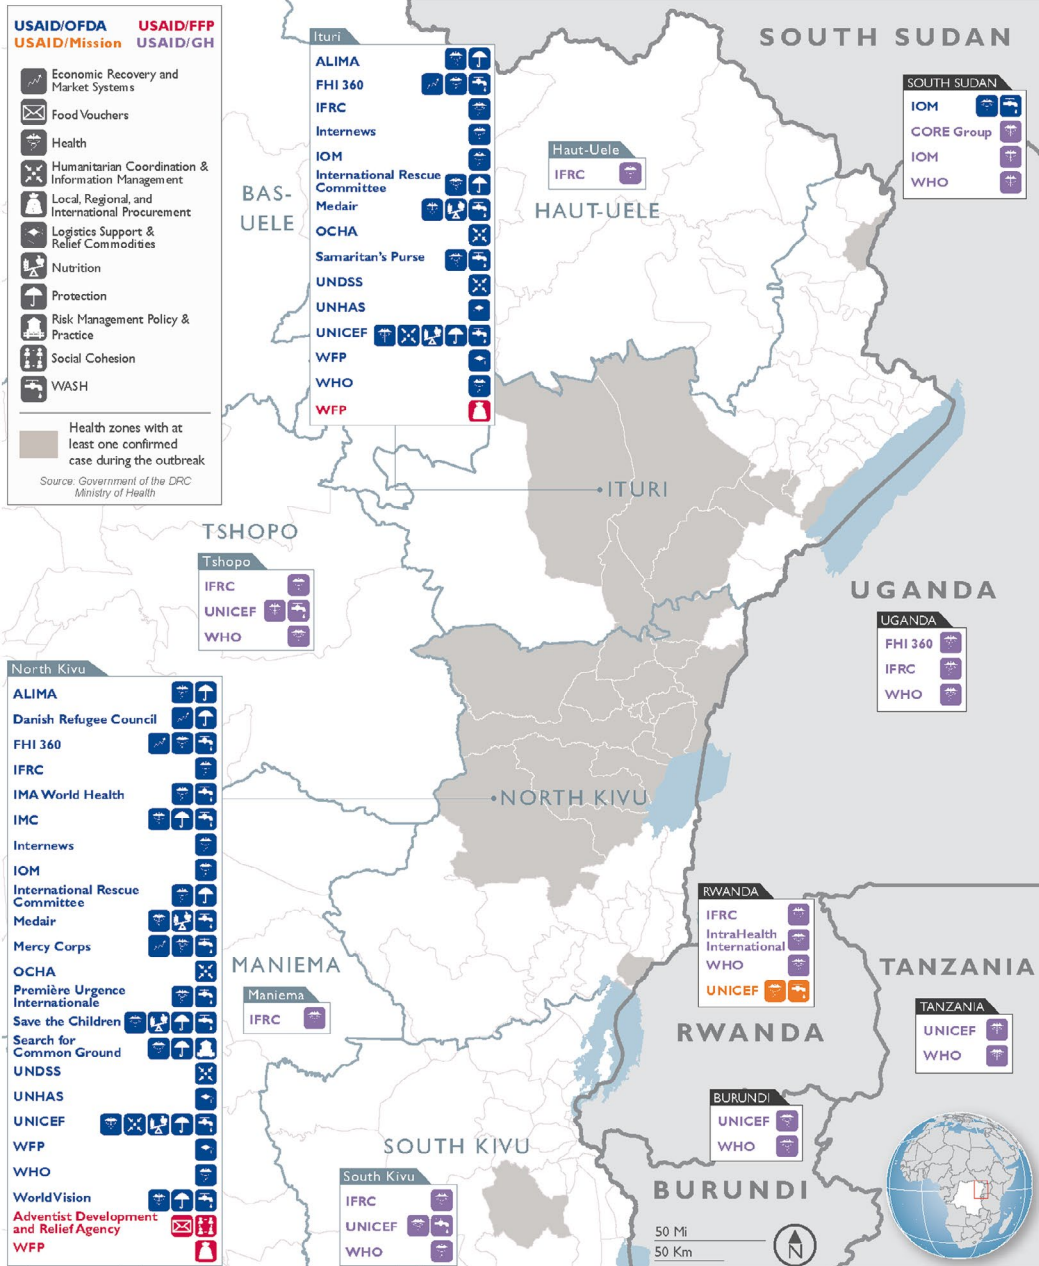 USAID/OFDA USAID/FFP
USAID/Mission USAID/GH
Economic Recovery and
Market Systems
Food Vouchers
Health
Humanitarian Coordination &
Information Management
Local, Regional, and
International Procurement
Logistics Support &
Relief Commodities
Nutrition
Protection
Risk Management Policy &
Practice
Social Cohesion
WASH
Health zones with at
least one confirmed
case during the outbreak
Source: Government of the DRC
Ministry of Health
Ituri
ALIMA
FHI 360
IFRC
Internews
IOM
International Rescue
Committee
Medair
OCHA
Samaritan's Purse
UNDSS
UNHAS
UNICEF
WFP
WHO
WFP
BAS-
UELE
Haut-Uele
IFRC
HAUT-UELE
SOUTH SUDAN
SOUTH SUDAN
IOM
CORE Group
IOM
WHO
ITURI
TSHOPO
Tshopo
IFRC
UNICEF
WHO
UGANDA
UGANDA
FHI 360
IFRC
WHO
North Kivu
ALIMA
Danish Refugee Council
FHI 360
IFRC
IMA World Health
IMC
Internews
IOM
International Rescue
Committee
Medair
Mercy Corps
OCHA
Première Urgence
Internationale
Save the Children
Search for
Common Ground
UNDSS
UNHAS
UNICEF
WFP
WHO
World Vision
Adventist Development
and Relief Agency
WFP
NORTH KIVU
MANIEMA
Maniema
IFRC
RWANDA
IFRC
IntraHealth
International
WHO
UNICEF
RWANDA
TANZANIA
TANZANIA
UNICEF
WHO
BURUNDI
UNICEF
WHO
BURUNDI
SOUTH KIVU
South Kivu
IFRC
UNICEF
WHO
50 Mi
50 Km
N